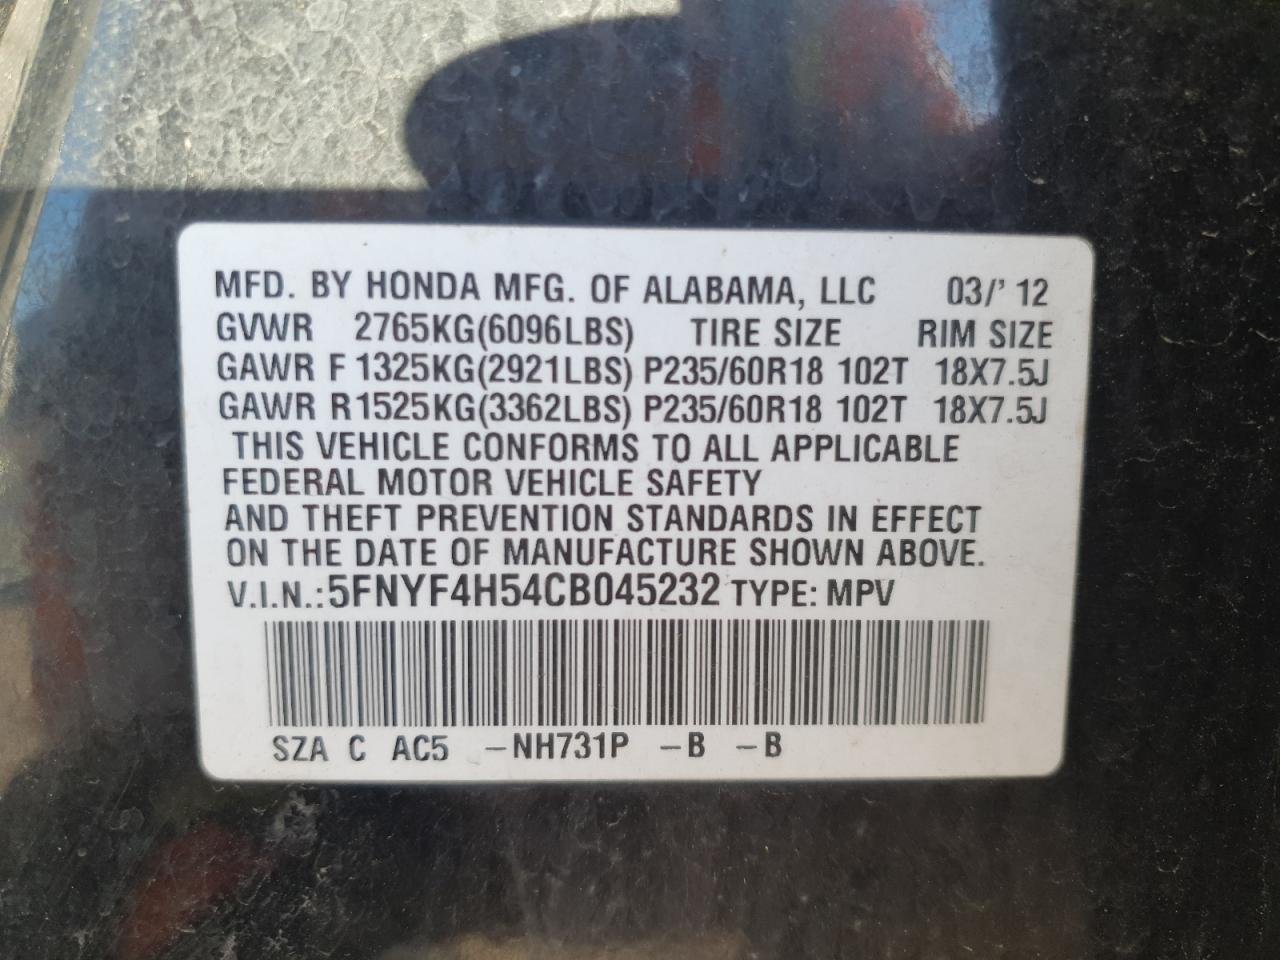 MFD. BY HONDA MFG. OF ALABAMA, LLC 03/' 12
GVWR 2765KG(6096LBS) TIRE SIZE RIM SIZE
GAWR F 1325KG(2921LBS) P235/60R18 102T 18X7.5J
GAWR R1525KG(3362LBS) P235/60R18 102T 18X7.5J
THIS VEHICLE CONFORMS TO ALL APPLICABLE
FEDERAL MOTOR VEHICLE SAFETY
AND THEFT PREVENTION STANDARDS IN EFFECT
ON THE DATE OF MANUFACTURE SHOWN ABOVE.
V.I.N.:5FNYF4H54CB045232 TYPE: MPV
SZA C AC5 –NH731P –B –B